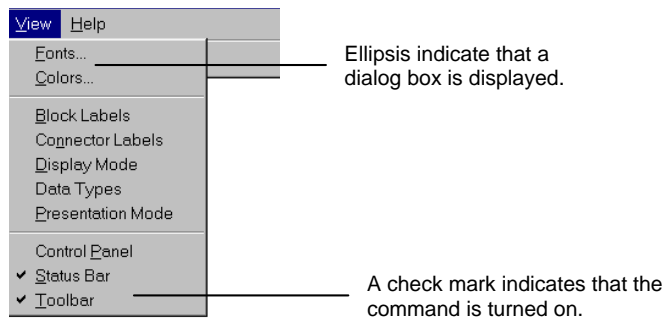 View Help
Fonts...
Colors...
Ellipsis indicate that a
dialog box is displayed.
Block Labels
Connector Labels
Display Mode
Data Types
Presentation Mode
Control Panel
✔ Status Bar
✔ Toolbar
A check mark indicates that the
command is turned on.